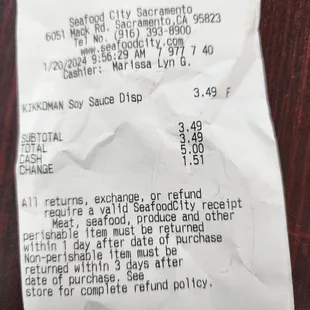 Seafood City Sacramento
6051 Mack Rd. Sacramento,CA 95823
Tel No. (916) 393-8900
www.seafoodcity.com
1/20/2024 9:56:29 AM 7 977 7 40
Cashier: Marissa Lyn G.
KIKKOMAN Soy Sauce Disp 3.49 F
SUBTOTAL 3.49
TOTAL 3.49
CASH 5.00
CHANGE 1.51
All returns, exchange, or refund
require a valid SeafoodCity receipt
Meat, seafood, produce and other
perishable item must be returned
within 1 day after date of purchase
Non-perishable item must be
returned within 3 days after
date of purchase. See
store for complete refund policy.